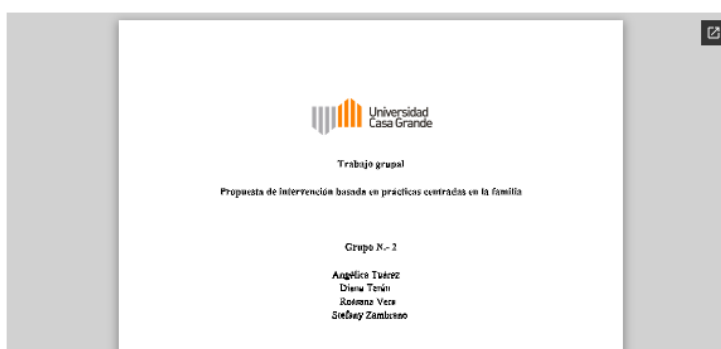 Universidad
Casa Grande
Trabajo grupal
Propuesta de intervención basada en prácticas centradas en la familia
Grupo N.- 2
Angélica Tuárez
Diana Terán
Rossana Vera
Stefany Zambrano